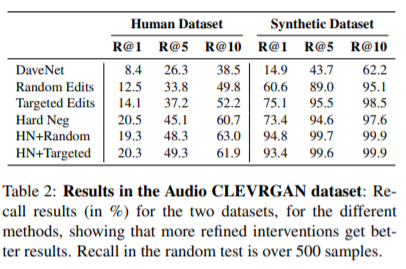 Human Dataset Synthetic Dataset
R@1 R@5 R@10 R@1 R@5 R@10
DaveNet 8.4 26.3 38.5 14.9 43.7 62.2
Random Edits 12.5 33.8 49.8 60.6 89.0 95.1
Targeted Edits 14.1 37.2 52.2 75.1 95.5 98.5
Hard Neg 20.5 45.1 60.7 73.4 94.6 97.6
HN+Random 19.3 48.3 63.0 94.8 99.7 99.9
HN+Targeted 20.3 49.3 61.9 93.4 99.6 99.9
Table 2: Results in the Audio CLEVRGAN dataset: Re-
call results (in %) for the two datasets, for the different
methods, showing that more refined interventions get bet-
ter results. Recall in the random test is over 500 samples.